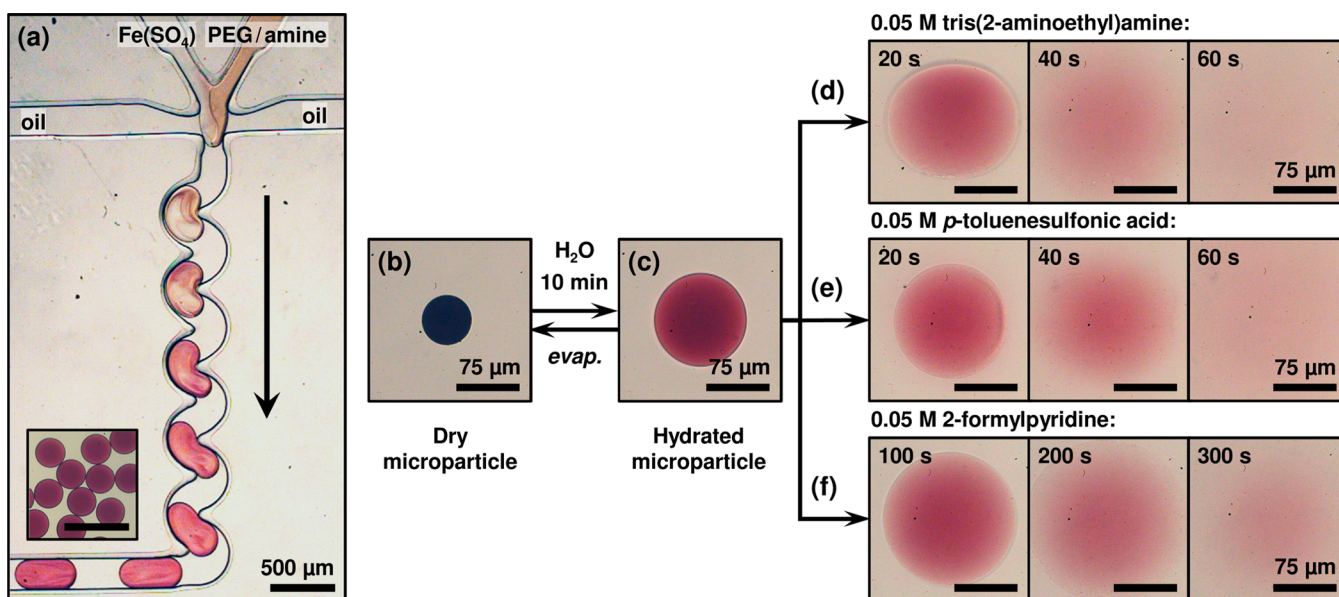 (a)
Fe(SO₄) PEG/amine
oil
oil
500 µm
(b)
75 µm
Dry
microparticle
H₂O
10 min
evap.
(c)
75 µm
Hydrated
microparticle
0.05 M tris(2-aminoethyl)amine:
(d)
20 s
40 s
60 s
75 µm
0.05 M p-toluenesulfonic acid:
(e)
20 s
40 s
60 s
75 µm
0.05 M 2-formylpyridine:
(f)
100 s
200 s
300 s
75 µm